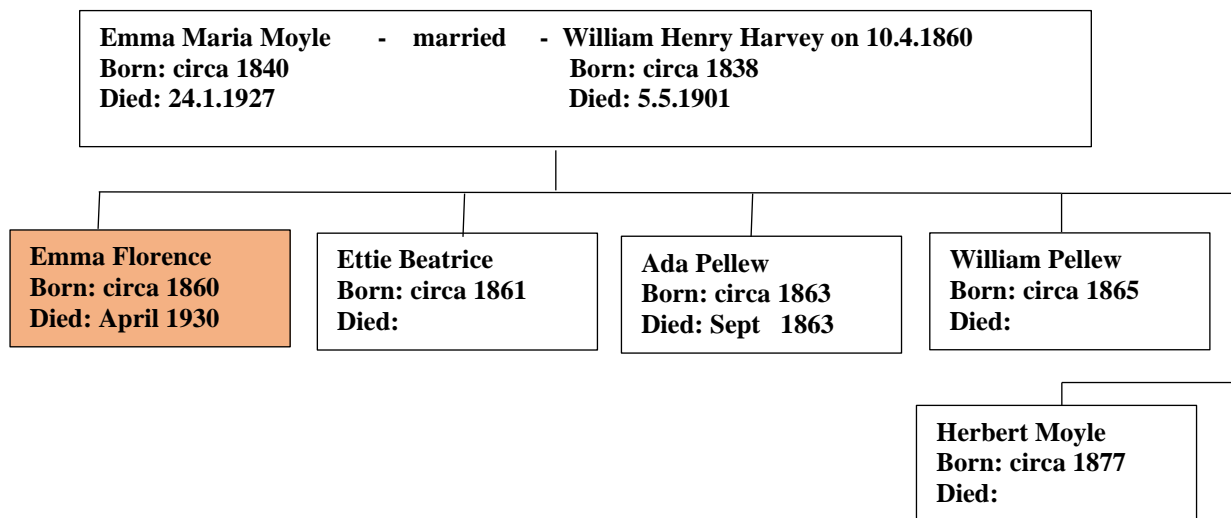 Emma Maria Moyle - married - William Henry Harvey on 10.4.1860
Born: circa 1840 Born: circa 1838
Died: 24.1.1927 Died: 5.5.1901
Emma Florence
Born: circa 1860
Died: April 1930
Ettie Beatrice
Born: circa 1861
Died:
Ada Pellew
Born: circa 1863
Died: Sept 1863
William Pellew
Born: circa 1865
Died:
Herbert Moyle
Born: circa 1877
Died: